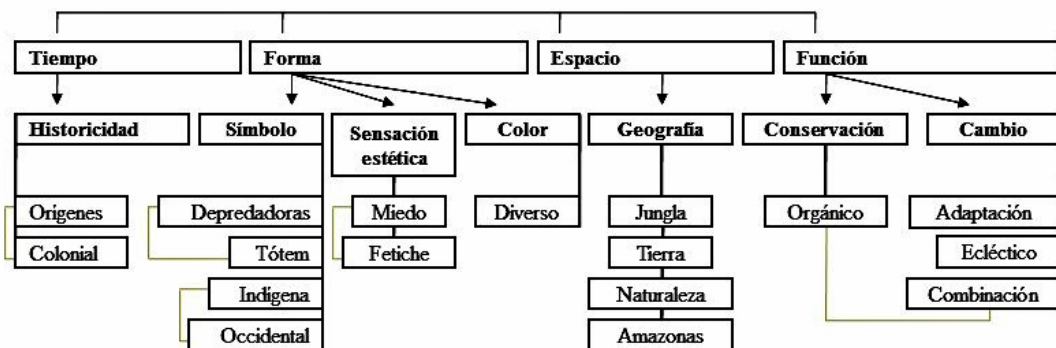 Tiempo
Forma
Espacio
Función
Historicidad
Símbolo
Sensación
estética
Color
Geografía
Conservación
Cambio
Orígenes
Depredadoras
Miedo
Diverso
Jungla
Orgánico
Adaptación
Colonial
Tótem
Fetiche
Tierra
Ecléctico
Indígena
Naturaleza
Combinación
Occidental
Amazonas